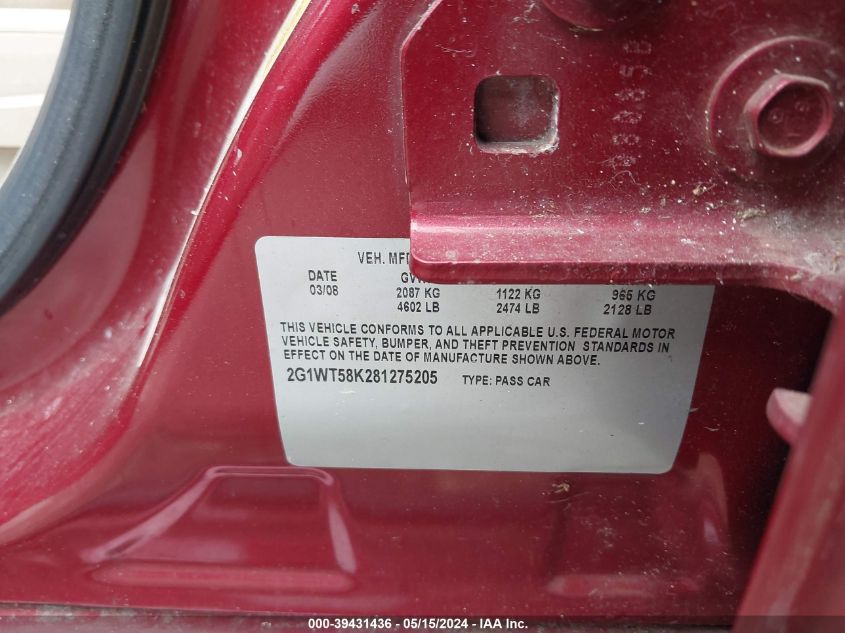 VEH. MFD
DATE GVW
03/08 2087 KG 1122 KG 965 KG
4602 LB 2474 LB 2128 LB
THIS VEHICLE CONFORMS TO ALL APPLICABLE U.S. FEDERAL MOTOR
VEHICLE SAFETY, BUMPER, AND THEFT PREVENTION STANDARDS IN
EFFECT ON THE DATE OF MANUFACTURE SHOWN ABOVE.
2G1WT58K281275205 TYPE: PASS CAR
000-39431436 - 05/15/2024 - IAA Inc.